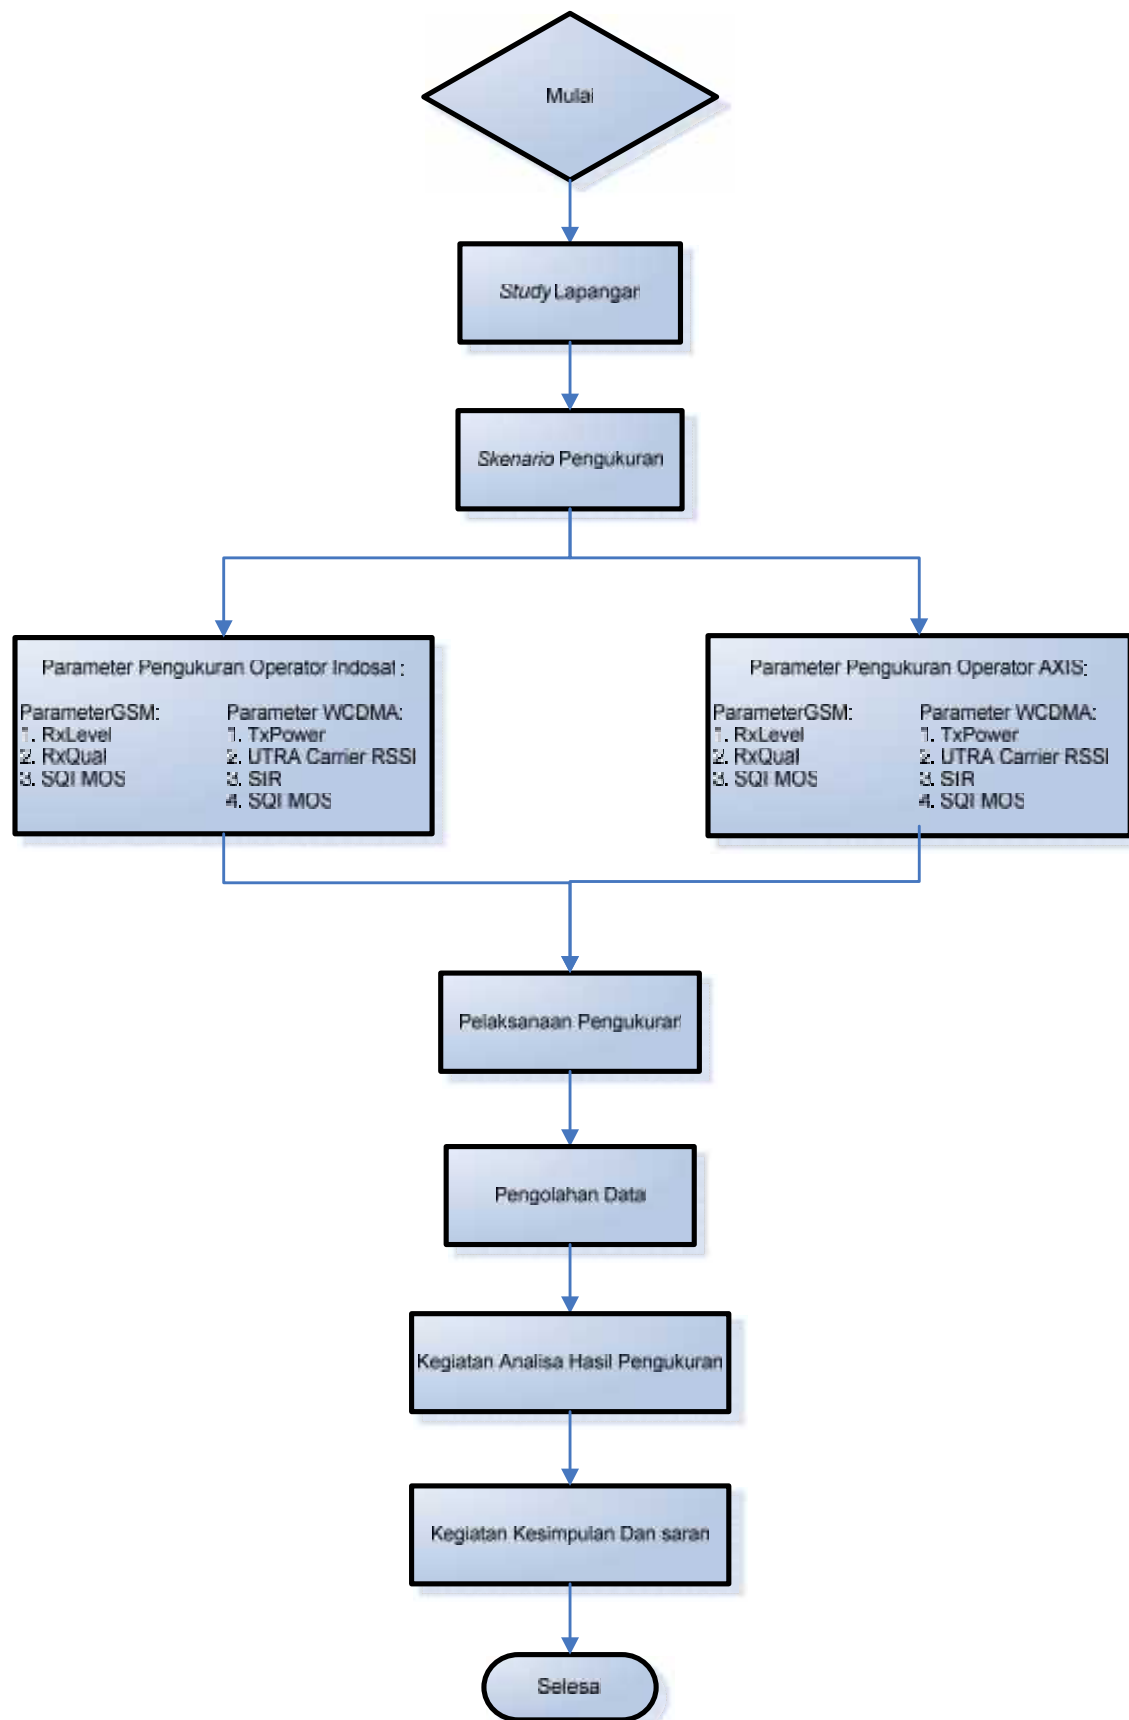 Mulai
Study Lapangan
Skenario Pengukuran
Parameter Pengukuran Operator Indosat :
ParameterGSM:
1. RxLevel
2. RxQual
3. SQI MOS
Parameter WCDMA:
1. TxPower
2. UTRA Carrier RSSI
3. SIR
4. SQI MOS
Parameter Pengukuran Operator AXIS:
ParameterGSM:
1. RxLevel
2. RxQual
3. SQI MOS
Parameter WCDMA:
1. TxPower
2. UTRA Carrier RSSI
3. SIR
4. SQI MOS
Pelaksanaan Pengukuran
Pengolahan Data
Kegiatan Analisa Hasil Pengukuran
Kegiatan Kesimpulan Dan saran
Selesa